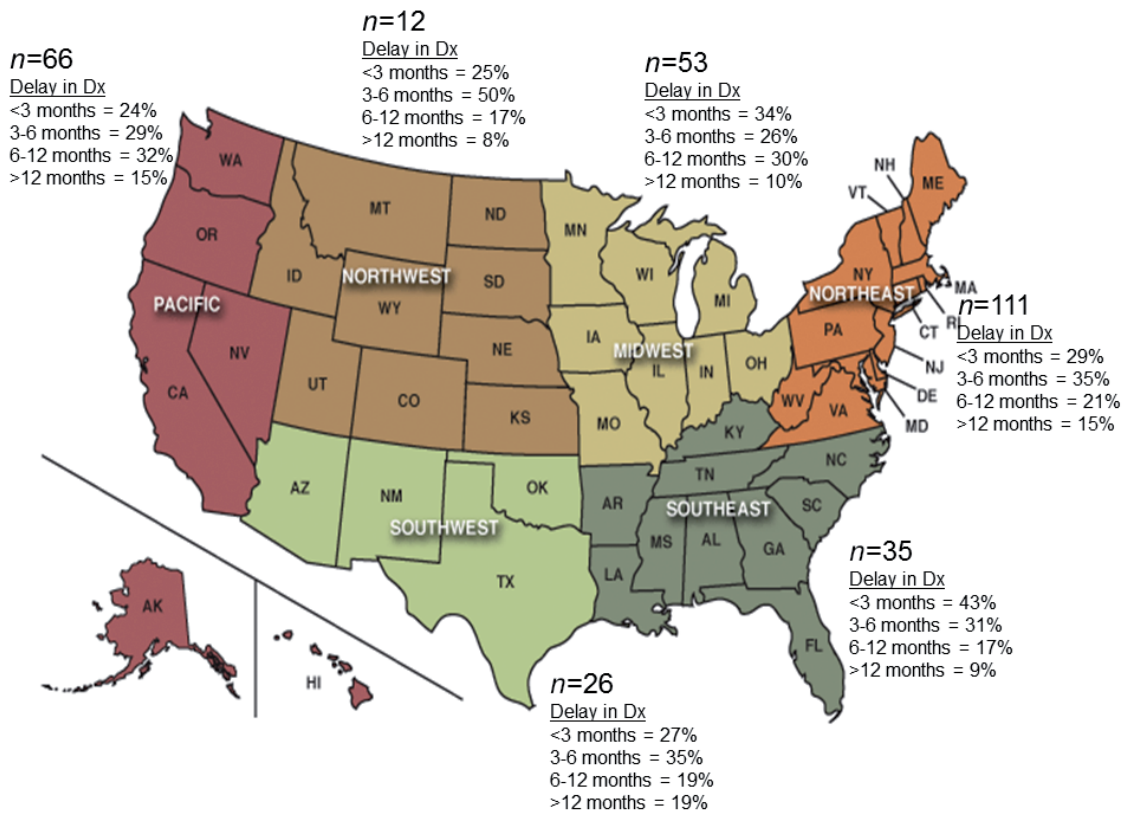 n=66
Delay in Dx
<3 months = 24%
3-6 months = 29%
6-12 months = 32%
>12 months = 15%
n=12
Delay in Dx
<3 months = 25%
3-6 months = 50%
6-12 months = 17%
>12 months = 8%
n=53
Delay in Dx
<3 months = 34%
3-6 months = 26%
6-12 months = 30%
>12 months = 10%
WA
OR
PACIFIC
NV
CA
MT
ND
ID
NORTHWEST
SD
WY
NE
UT
CO
KS
MN
WI
MI
IA
MIDWEST
IL
IN
OH
MO
NH
VT
ME
NY
NORTHEAST
MA
RI
CT
PA
NJ
DE
MD
WV
VA
n=111
Delay in Dx
<3 months = 29%
3-6 months = 35%
6-12 months = 21%
>12 months = 15%
AZ
NM
OK
SOUTHWEST
TX
KY
TN
NC
AR
SOUTHEAST
SC
MS
AL
GA
LA
FL
n=35
Delay in Dx
<3 months = 43%
3-6 months = 31%
6-12 months = 17%
>12 months = 9%
AK
HI
n=26
Delay in Dx
<3 months = 27%
3-6 months = 35%
6-12 months = 19%
>12 months = 19%